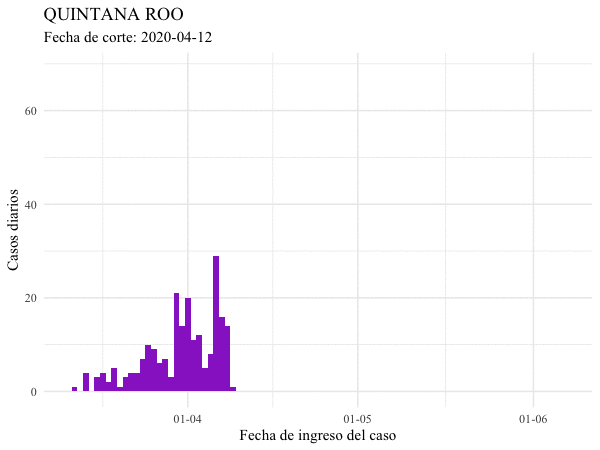 QUINTANA ROO
Fecha de corte: 2020-04-12
Casos diarios
60
40
20
0
01-04
01-05
01-06
Fecha de ingreso del caso